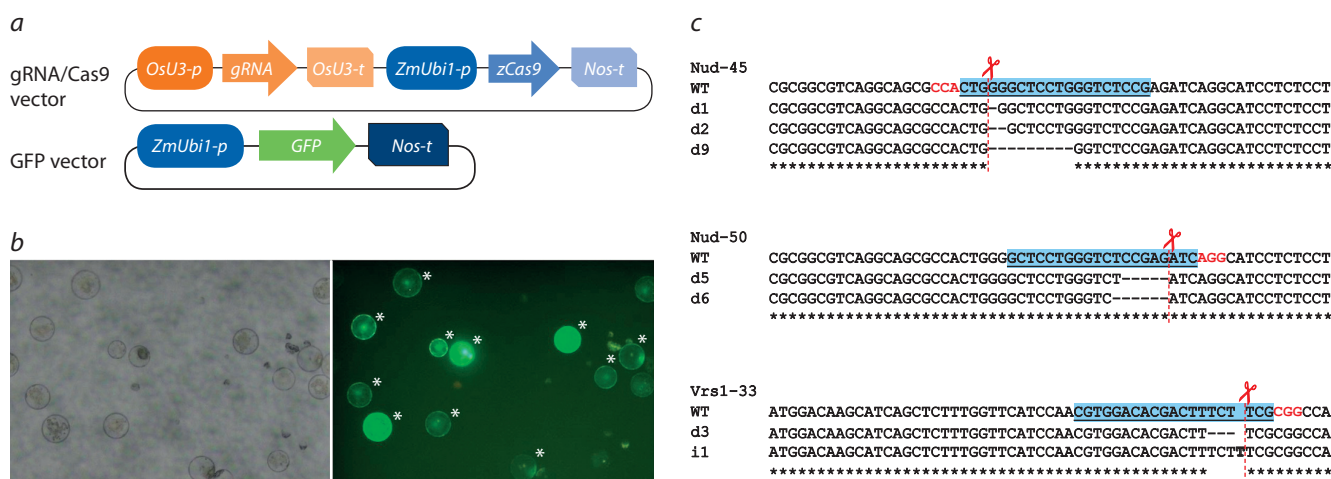 a
gRNA/Cas9
vector
OsU3-p gRNA OsU3-t ZmUbi1-p zCas9 Nos-t
GFP vector
ZmUbi1-p GFP Nos-t
b
* * * * * * * * * * *
c
Nud-45
WT CGCGGCGTCAGGCAGCGCCACTGGGGCTCCTGGGTCTCCGAGATCAGGCATCCTCTCCT
d1 CGCGGCGTCAGGCAGCGCCACTG-GGCTCCTGGGTCTCCGAGATCAGGCATCCTCTCCT
d2 CGCGGCGTCAGGCAGCGCCACTG--GCTCCTGGGTCTCCGAGATCAGGCATCCTCTCCT
d9 CGCGGCGTCAGGCAGCGCCACTG---------GGTCTCCGAGATCAGGCATCCTCTCCT
*********************** ***************************
Nud-50
WT CGCGGCGTCAGGCAGCGCCACTGGGGCTCCTGGGTCTCCGAGATCAGGCATCCTCTCCT
d5 CGCGGCGTCAGGCAGCGCCACTGGGGCTCCTGGGTCT-----ATCAGGCATCCTCTCCT
d6 CGCGGCGTCAGGCAGCGCCACTGGGGCTCCTGGGTC------ATCAGGCATCCTCTCCT
***********************************************************
Vrs1-33
WT ATGGACAAGCATCAGCTCTTTGGTTCATCCAACGTGGACACGACTTTCT TCGCGGCCA
d3 ATGGACAAGCATCAGCTCTTTGGTTCATCCAACGTGGACACGACTT--- TCGCGGCCA
i1 ATGGACAAGCATCAGCTCTTTGGTTCATCCAACGTGGACACGACTTTCTTTCGCGGCCA
********************************************** *********